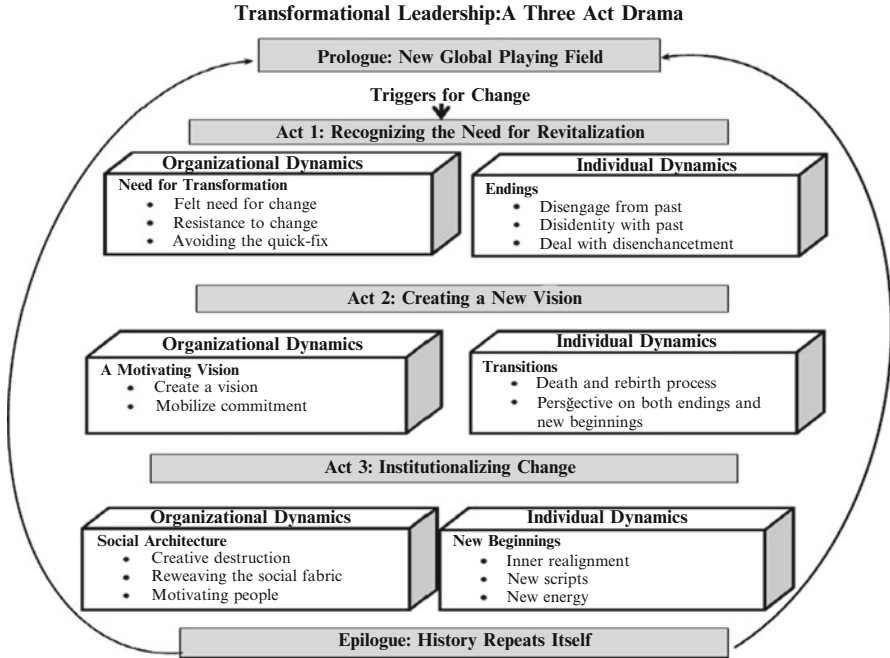 Transformational Leadership:A Three Act Drama
Prologue: New Global Playing Field
Triggers for Change
Act 1: Recognizing the Need for Revitalization
Organizational Dynamics
Need for Transformation
• Felt need for change
• Resistance to change
• Avoiding the quick-fix
Individual Dynamics
Endings
• Disengage from past
• Disidentity with past
• Deal with disenchancetment
Act 2: Creating a New Vision
Organizational Dynamics
A Motivating Vision
• Create a vision
• Mobilize commitment
Individual Dynamics
Transitions
• Death and rebirth process
• Persğective on both endings and
new beginnings
Act 3: Institutionalizing Change
Organizational Dynamics
Social Architecture
• Creative destruction
• Reweaving the social fabric
• Motivating people
Individual Dynamics
New Beginnings
• Inner realignment
• New scripts
• New energy
Epilogue: History Repeats Itself